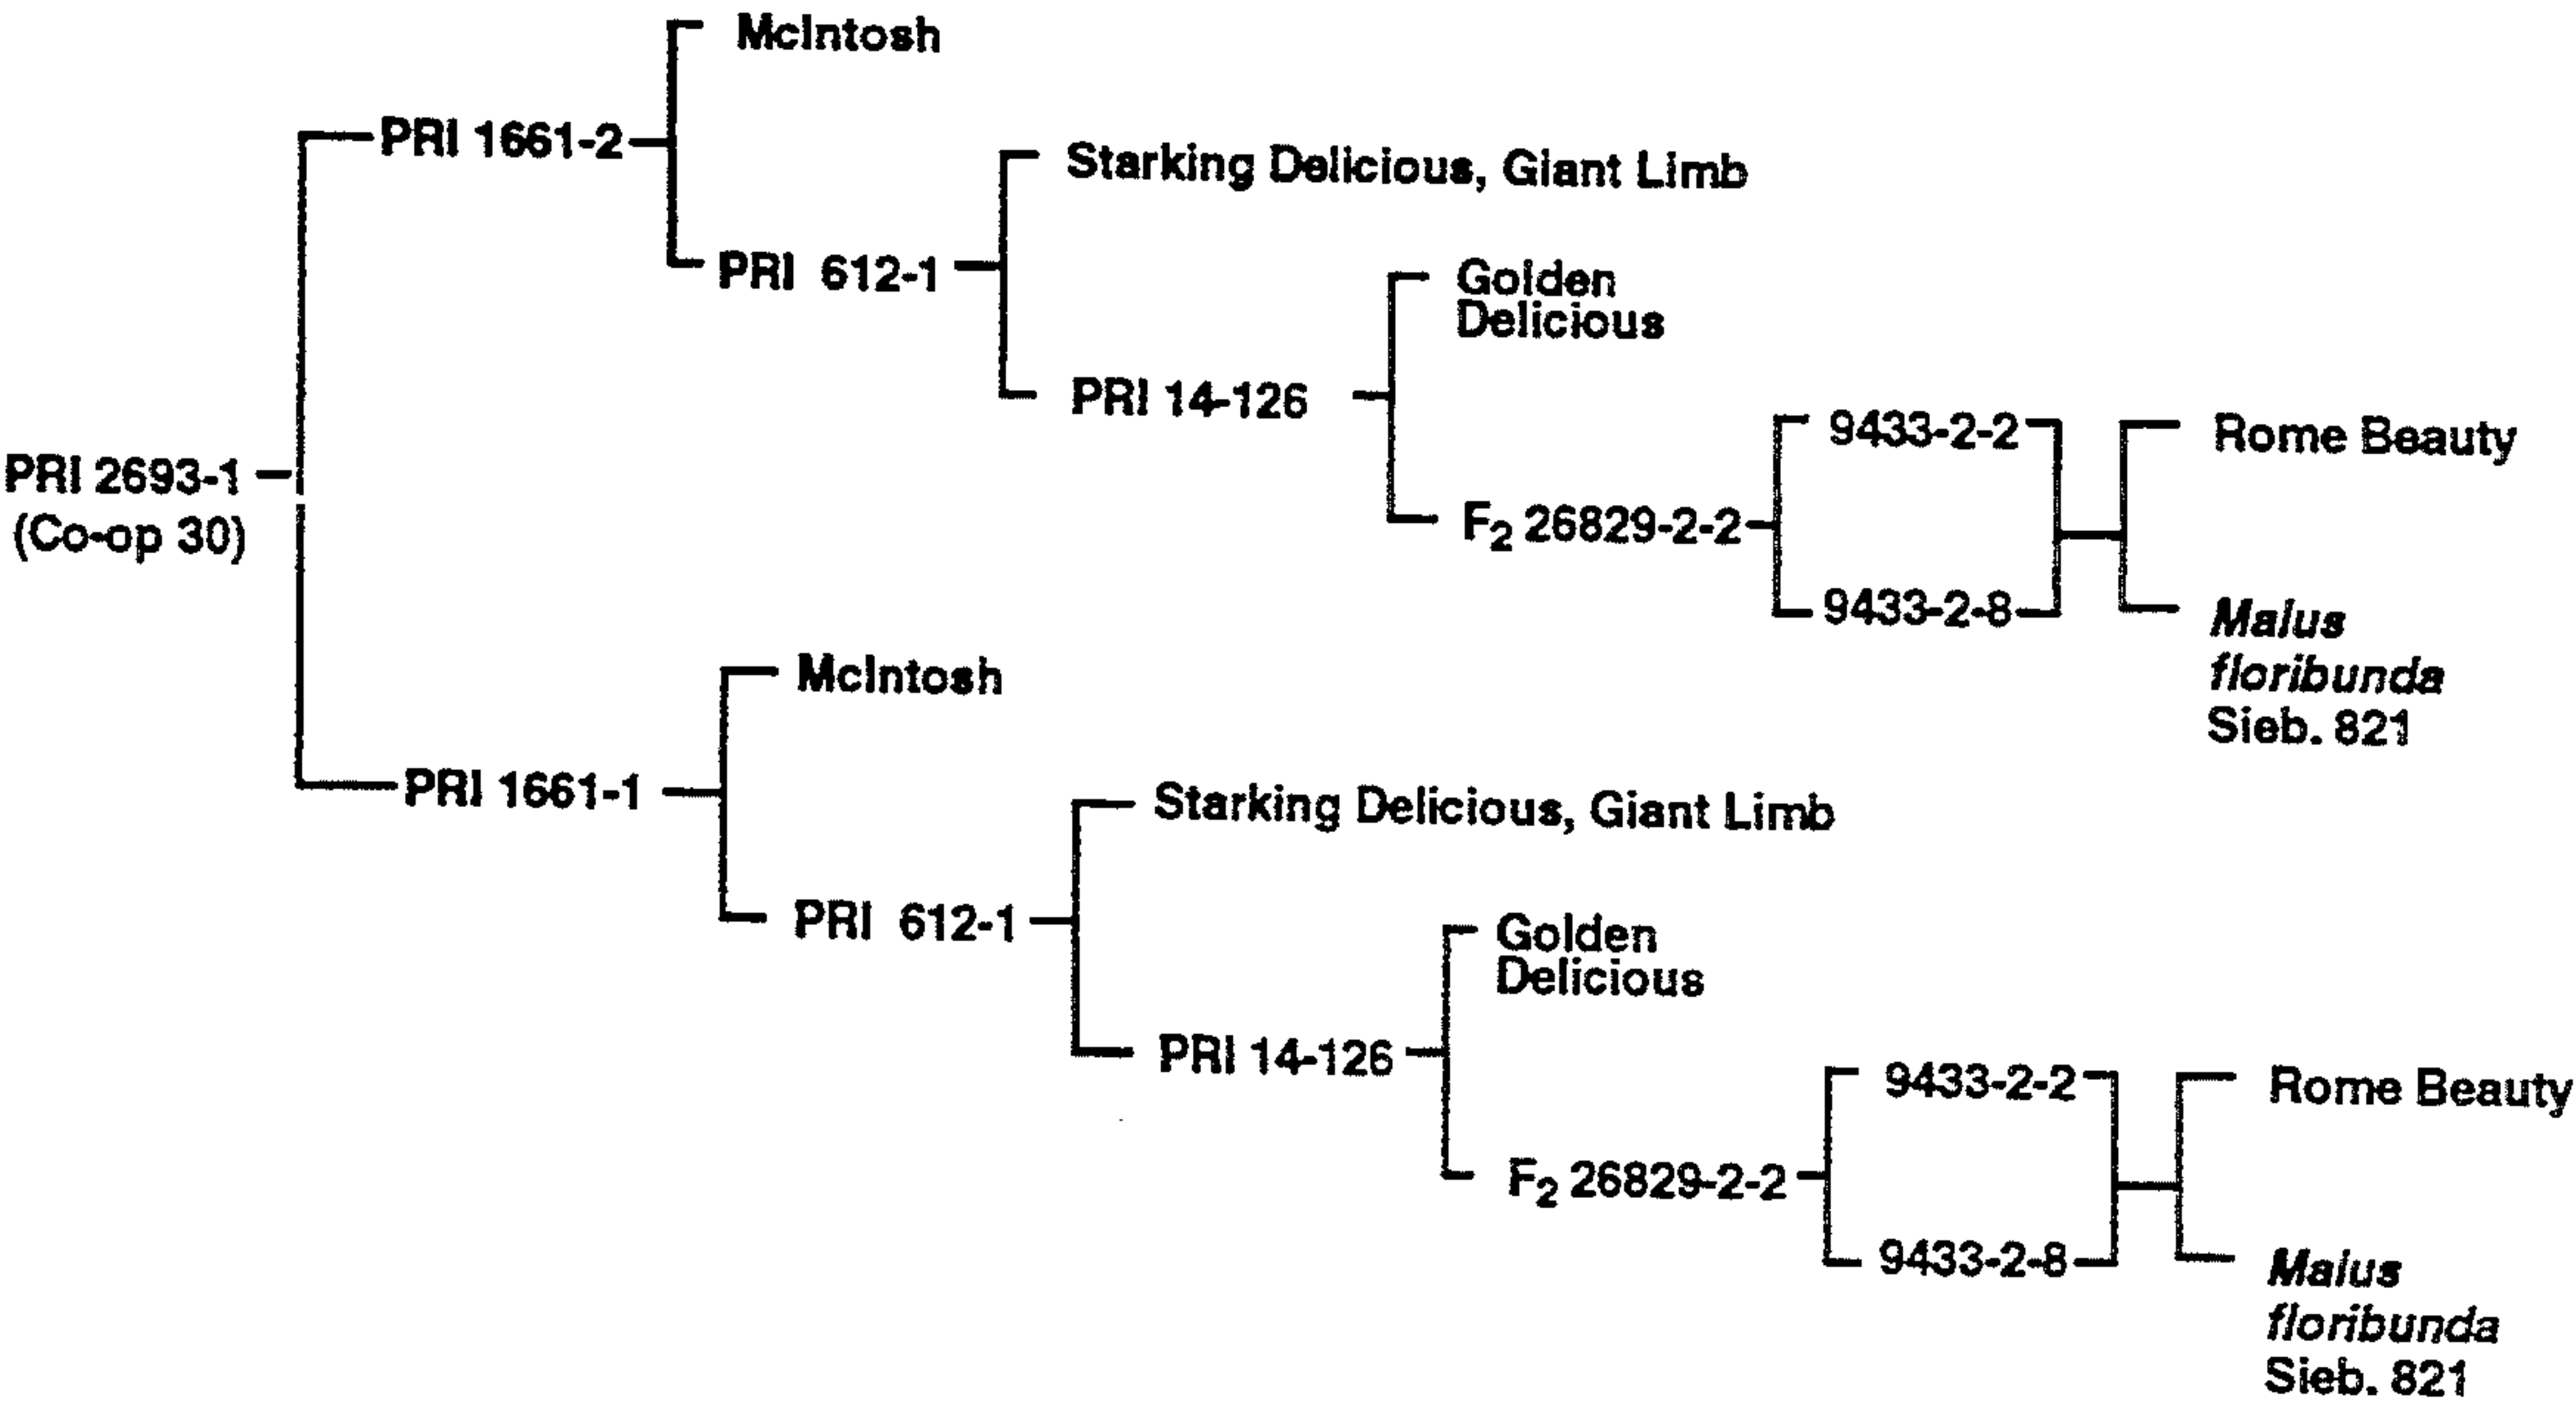 McIntosh
PRI 1661-2
Starking Delicious, Giant Limb
PRI 612-1
Golden
Delicious
PRI 14-126
9433-2-2
Rome Beauty
PRI 2693-1
(Co-op 30)
F₂ 26829-2-2
9433-2-8
Malus
floribunda
Sieb. 821
McIntosh
PRI 1661-1
Starking Delicious, Giant Limb
PRI 612-1
Golden
Delicious
PRI 14-126
9433-2-2
Rome Beauty
F₂ 26829-2-2
9433-2-8
Malus
floribunda
Sieb. 821